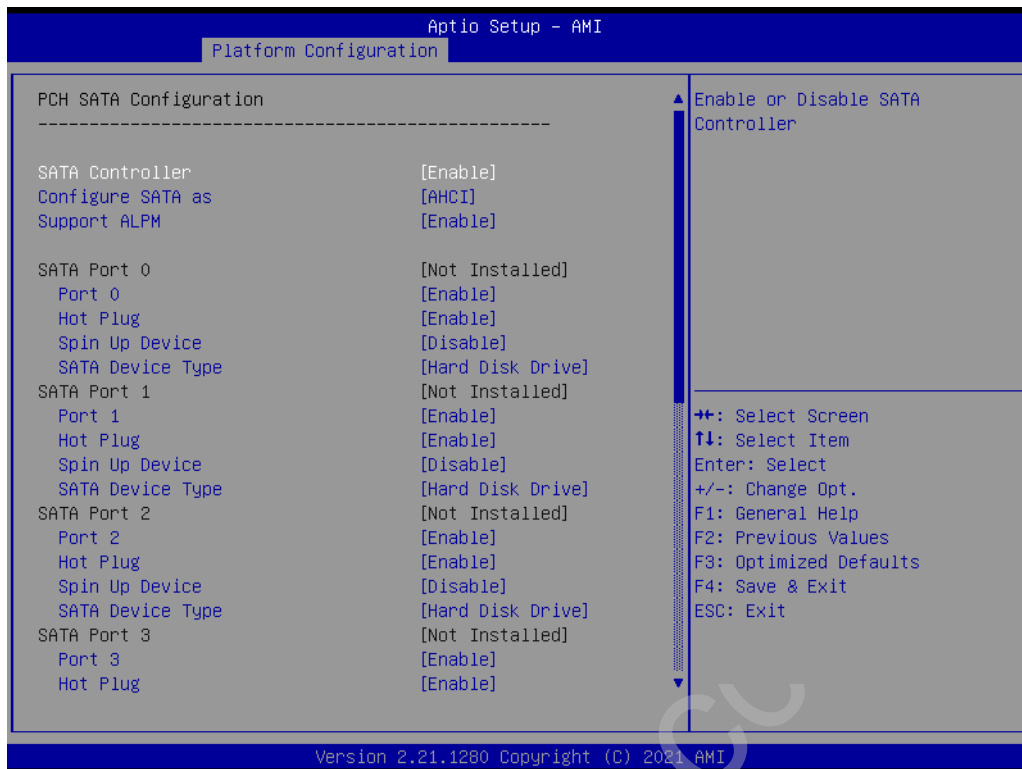 Aptio Setup – AMI
Platform Configuration
PCH SATA Configuration
--------------------------------------------------
SATA Controller [Enable]
Configure SATA as [AHCI]
Support ALPM [Enable]
SATA Port 0 [Not Installed]
Port 0 [Enable]
Hot Plug [Enable]
Spin Up Device [Disable]
SATA Device Type [Hard Disk Drive]
SATA Port 1 [Not Installed]
Port 1 [Enable]
Hot Plug [Enable]
Spin Up Device [Disable]
SATA Device Type [Hard Disk Drive]
SATA Port 2 [Not Installed]
Port 2 [Enable]
Hot Plug [Enable]
Spin Up Device [Disable]
SATA Device Type [Hard Disk Drive]
SATA Port 3 [Not Installed]
Port 3 [Enable]
Hot Plug [Enable]
Enable or Disable SATA
Controller
→←: Select Screen
↑↓: Select Item
Enter: Select
+/-: Change Opt.
F1: General Help
F2: Previous Values
F3: Optimized Defaults
F4: Save & Exit
ESC: Exit
Version 2.21.1280 Copyright (C) 2021 AMI